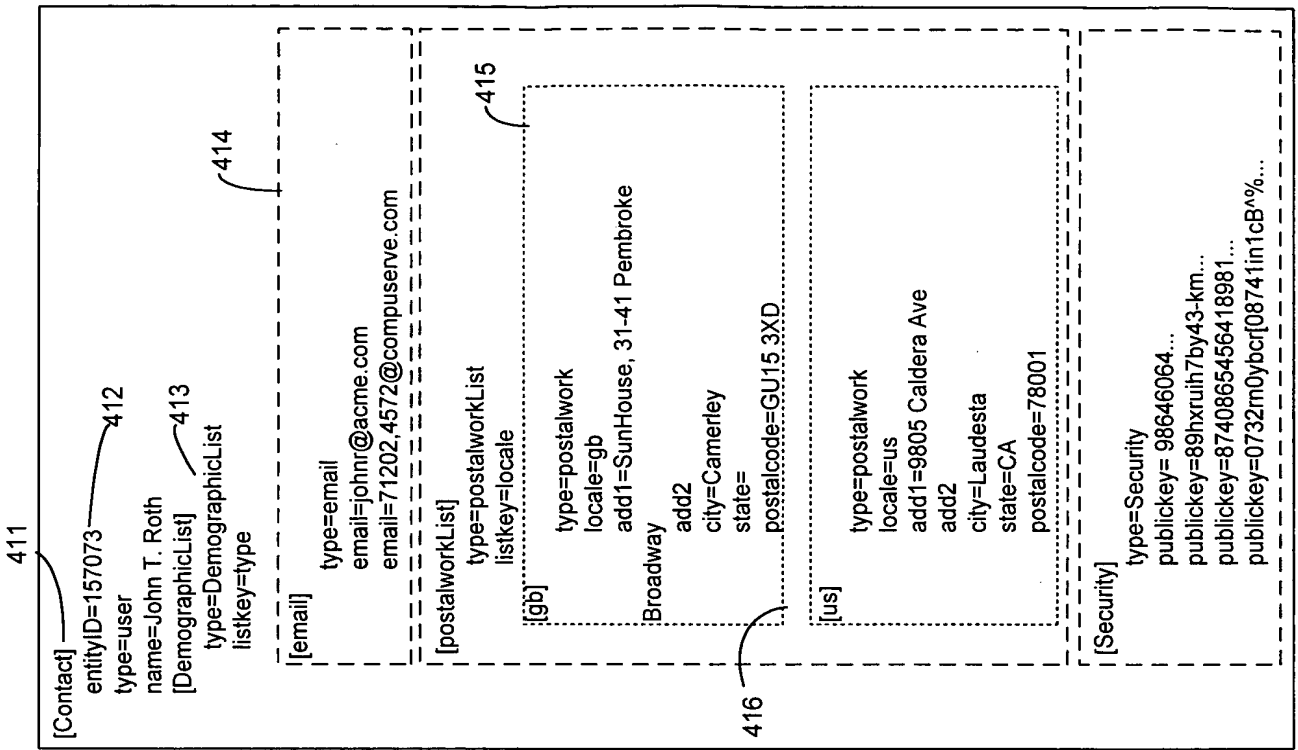 411
[Contact]
entityID=157073
412
type=user
name=John T. Roth
[DemographicList]
413
type=DemographicList
listkey=type
414
[email]
type=email
email=johnr@acme.com
email=71202,4572@compuserve.com
[postalworkList]
type=postalworkList
listkey=locale
415
[gb]
type=postalwork
locale=gb
add1=SunHouse, 31-41 Pembroke
Broadway
add2
city=Camerley
state=
postalcode=GU15 3XD
416
[us]
type=postalwork
locale=us
add1=9805 Caldera Ave
add2
city=Laudesta
state=CA
postalcode=78001
[Security]
type=Security
publickey= 98646064...
publickey=89hxruih7by43-km...
publickey=8740865456418981...
publickey=0732rn0ybcr[08741in1cB^%...